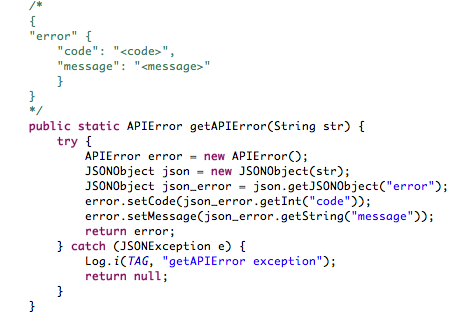 /*
{
"error" {
    "code": "<code>",
    "message": "<message>"
    }
}
*/
public static APIError getAPIError(String str) {
    try {
        APIError error = new APIError();
        JSONObject json = new JSONObject(str);
        JSONObject json_error = json.getJSONObject("error");
        error.setCode(json_error.getInt("code"));
        error.setMessage(json_error.getString("message"));
        return error;
    } catch (JSONException e) {
        Log.i(TAG, "getAPIError exception");
        return null;
    }
}